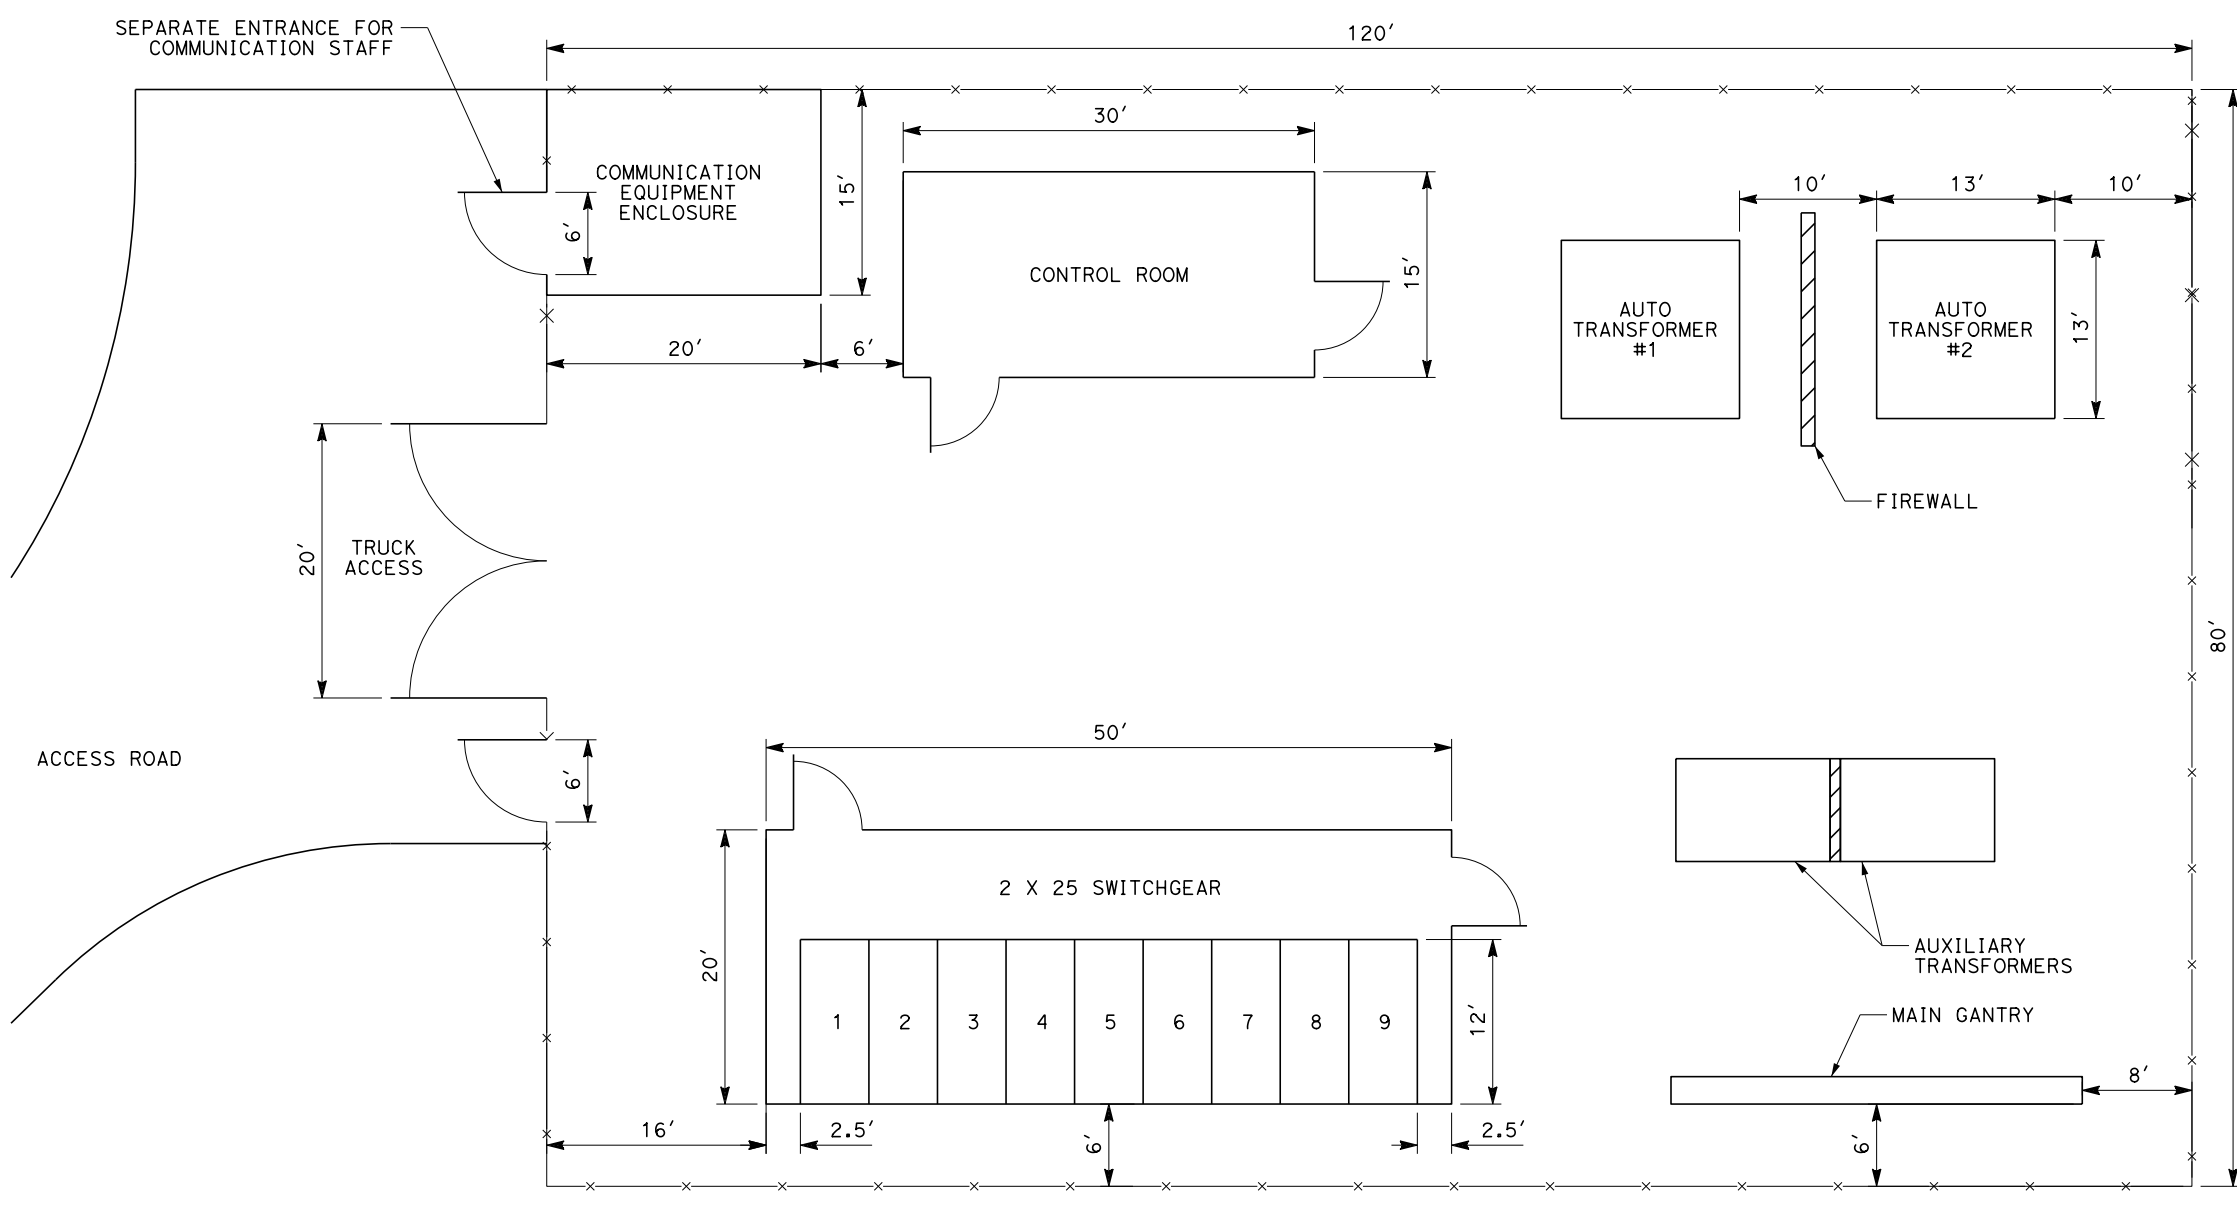 SEPARATE ENTRANCE FOR
COMMUNICATION STAFF
120'
30'
COMMUNICATION
EQUIPMENT
ENCLOSURE
15'
6'
CONTROL ROOM
15'
10'
13'
10'
AUTO
TRANSFORMER
#1
AUTO
TRANSFORMER
#2
13'
20'
6'
FIREWALL
20'
TRUCK
ACCESS
80'
ACCESS ROAD
6'
50'
2 X 25 SWITCHGEAR
20'
1 2 3 4 5 6 7 8 9
12'
AUXILIARY
TRANSFORMERS
MAIN GANTRY
8'
16'
2.5'
6'
2.5'
6'